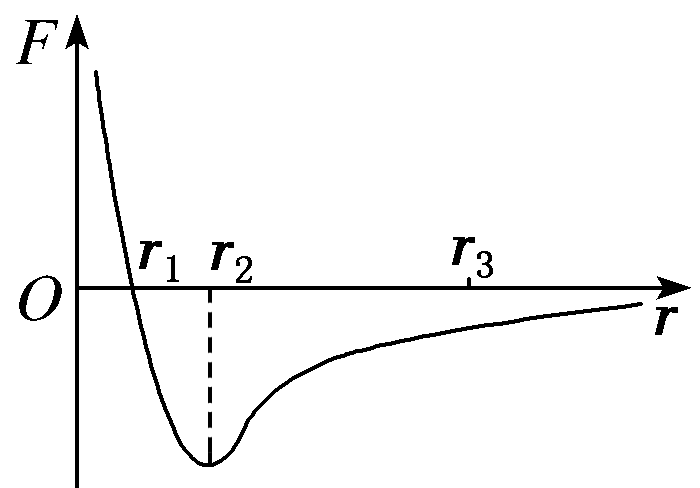 F
r₁ r₂ r₃
O r